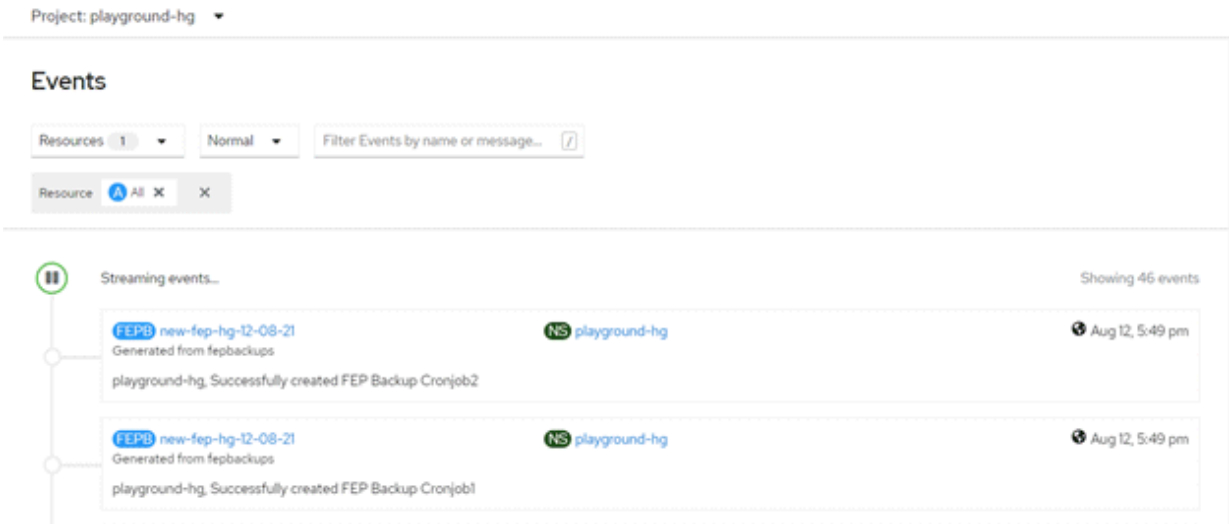 Project: playground-hg
Events
Resources 1 Normal Filter Events by name or message... /
Resource A All
Streaming events... Showing 46 events
FEPB new-fep-hg-12-08-21 NS playground-hg Aug 12, 5:49 pm
Generated from fepbackups
playground-hg, Successfully created FEP Backup Cronjob2
FEPB new-fep-hg-12-08-21 NS playground-hg Aug 12, 5:49 pm
Generated from fepbackups
playground-hg, Successfully created FEP Backup Cronjob1